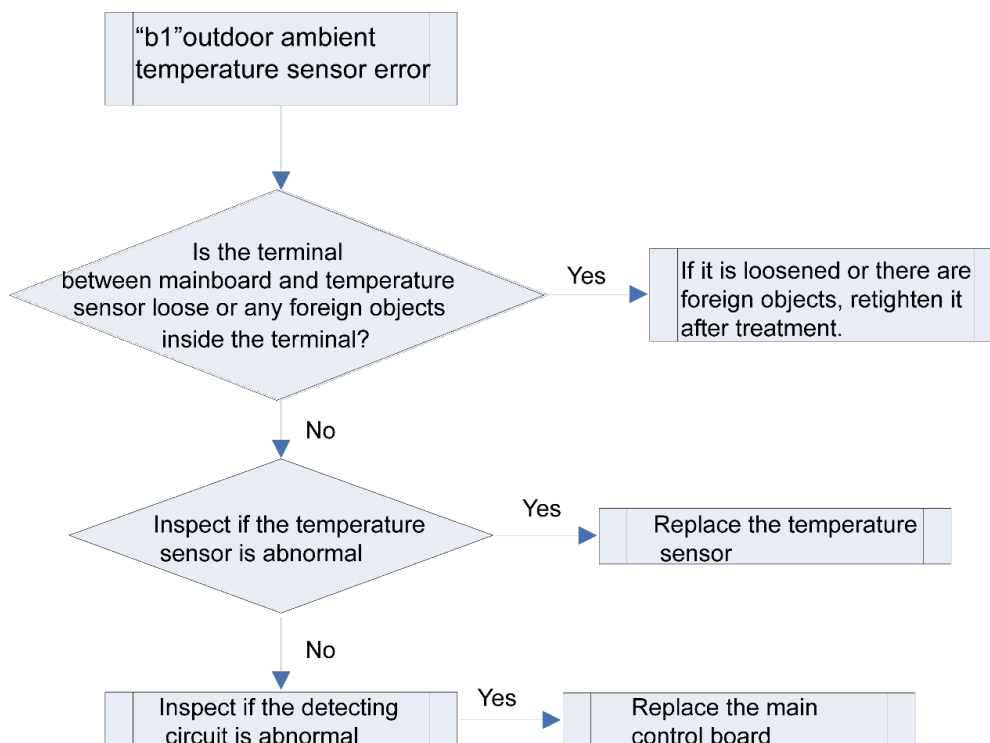 “b1”outdoor ambient
temperature sensor error
Is the terminal
between mainboard and temperature
sensor loose or any foreign objects
inside the terminal?
Yes
If it is loosened or there are
foreign objects, retighten it
after treatment.
No
Inspect if the temperature
sensor is abnormal
Yes
Replace the temperature
sensor
No
Inspect if the detecting
circuit is abnormal
Yes
Replace the main
control board